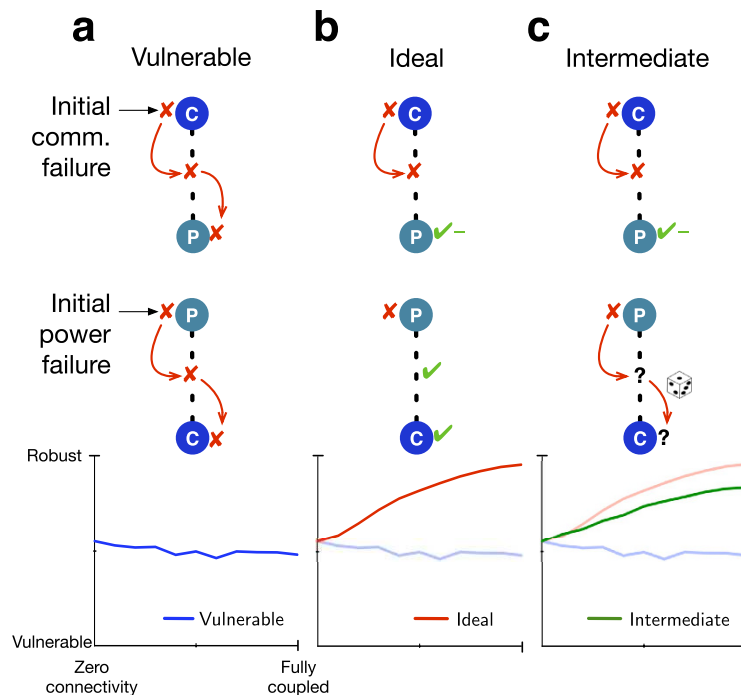 a
b
c
Vulnerable
Ideal
Intermediate
Initial
comm.
failure
C
C
C
P
P
P
Initial
power
failure
P
P
P
?
C
C
C
?
Robust
Vulnerable
Ideal
Intermediate
Vulnerable
Zero
connectivity
Fully
coupled